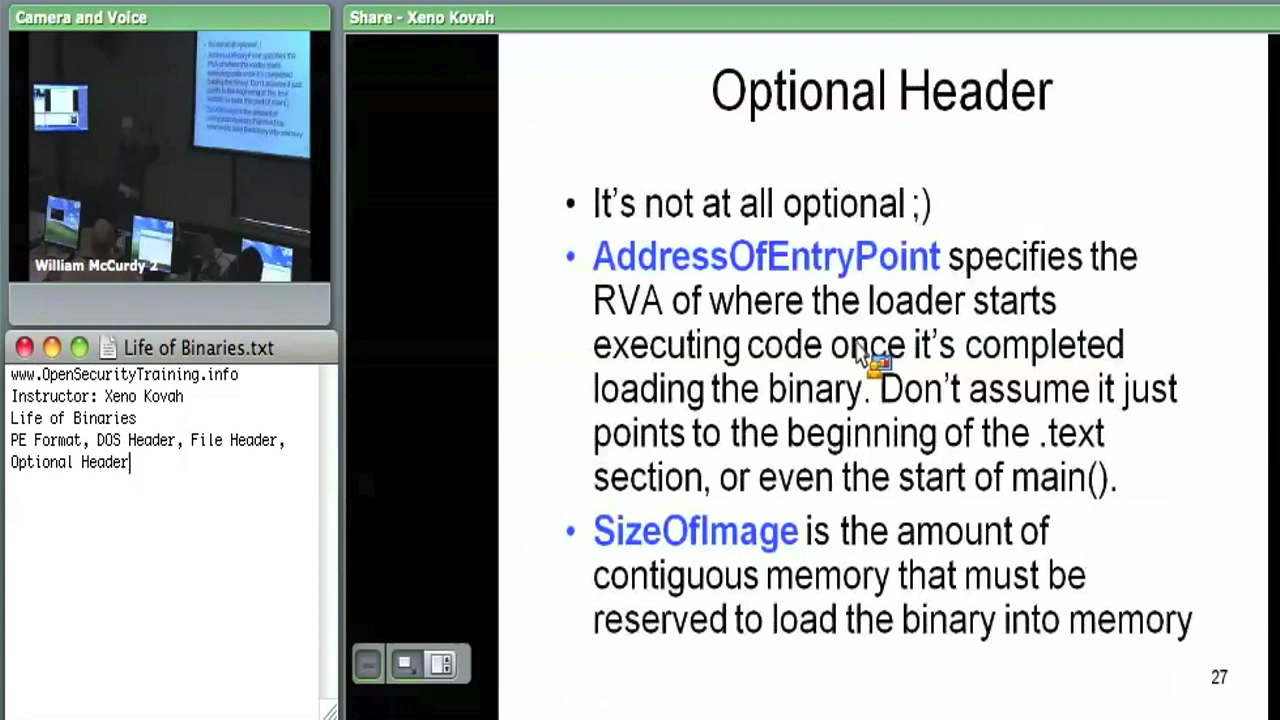 Camera and Voice
William McCurdy 2
Life of Binaries.txt
www.OpenSecurityTraining.info
Instructor: Xeno Kovah
Life of Binaries
PE Format, DOS Header, File Header,
Optional Header
Share - Xeno Kovah
Optional Header
• It's not at all optional ;)
• AddressOfEntryPoint specifies the
RVA of where the loader starts
executing code once it's completed
loading the binary. Don't assume it just
points to the beginning of the .text
section, or even the start of main().
• SizeOfImage is the amount of
contiguous memory that must be
reserved to load the binary into memory
27